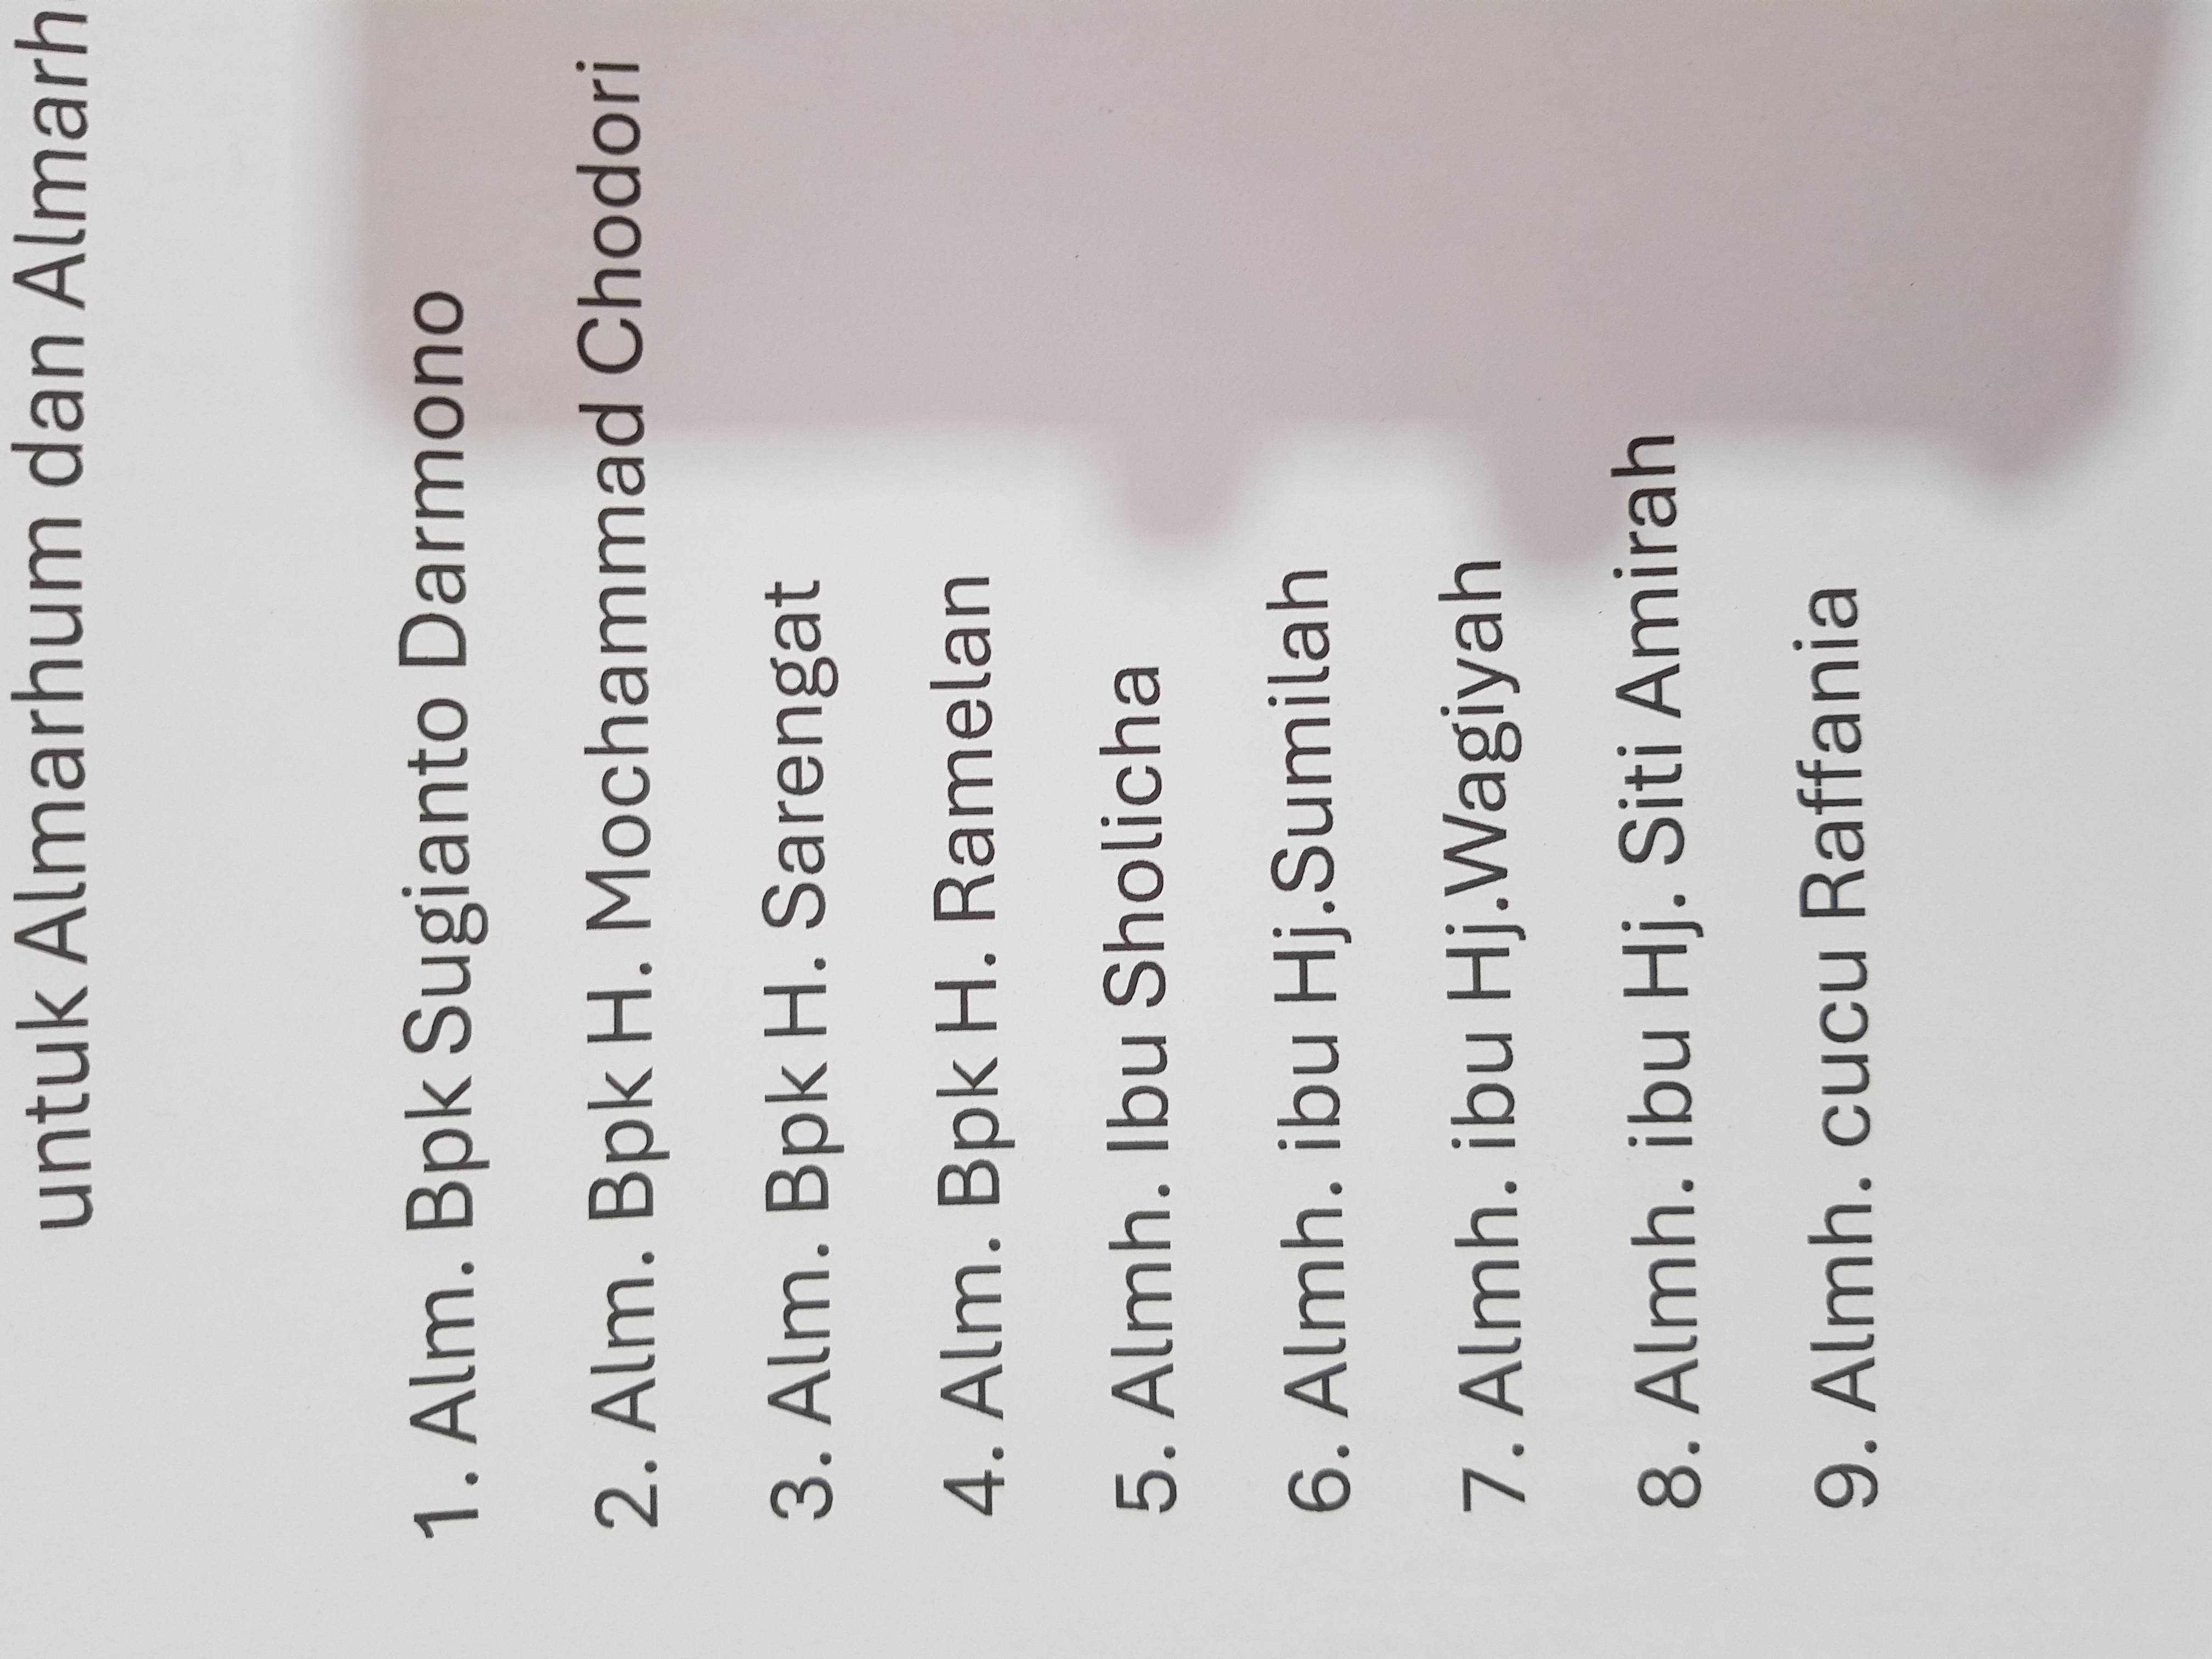 untuk Almarhum dan
1. Alm. Bpk Sugianto Darmono
2. Alm. Bpk H. Mochammad Chodori
3. Alm. Bpk H. Sarengat
4. Alm. Bpk H. Ramelan
5. Almh. Ibu Sholicha
6. Almh. ibu Hj.Sumilah
7. Almh. ibu Hj.Wagiyah
8. Almh. ibu Hj. Siti Amirah
9. Almh. cucu Raffania